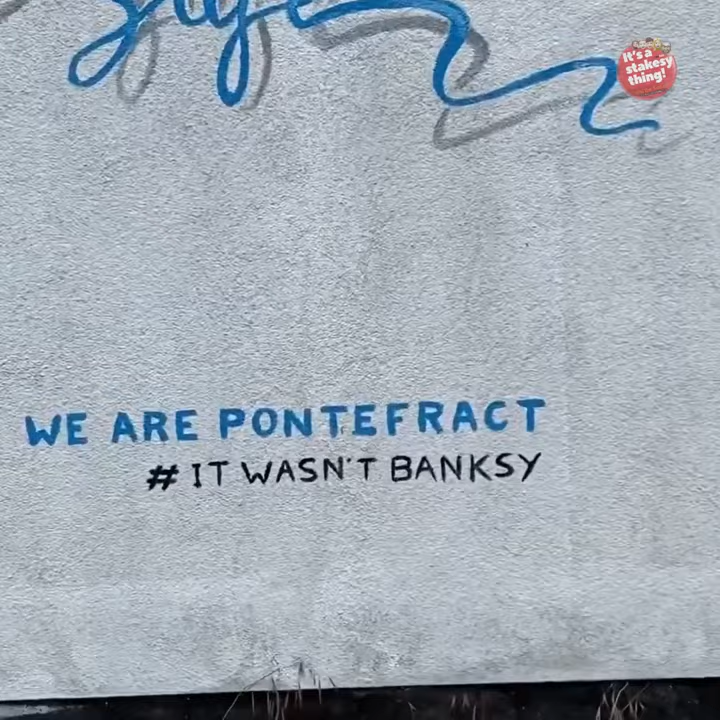 It's a
stakesy
thing!
WE ARE PONTEFRACT
# IT WASN'T BANKSY